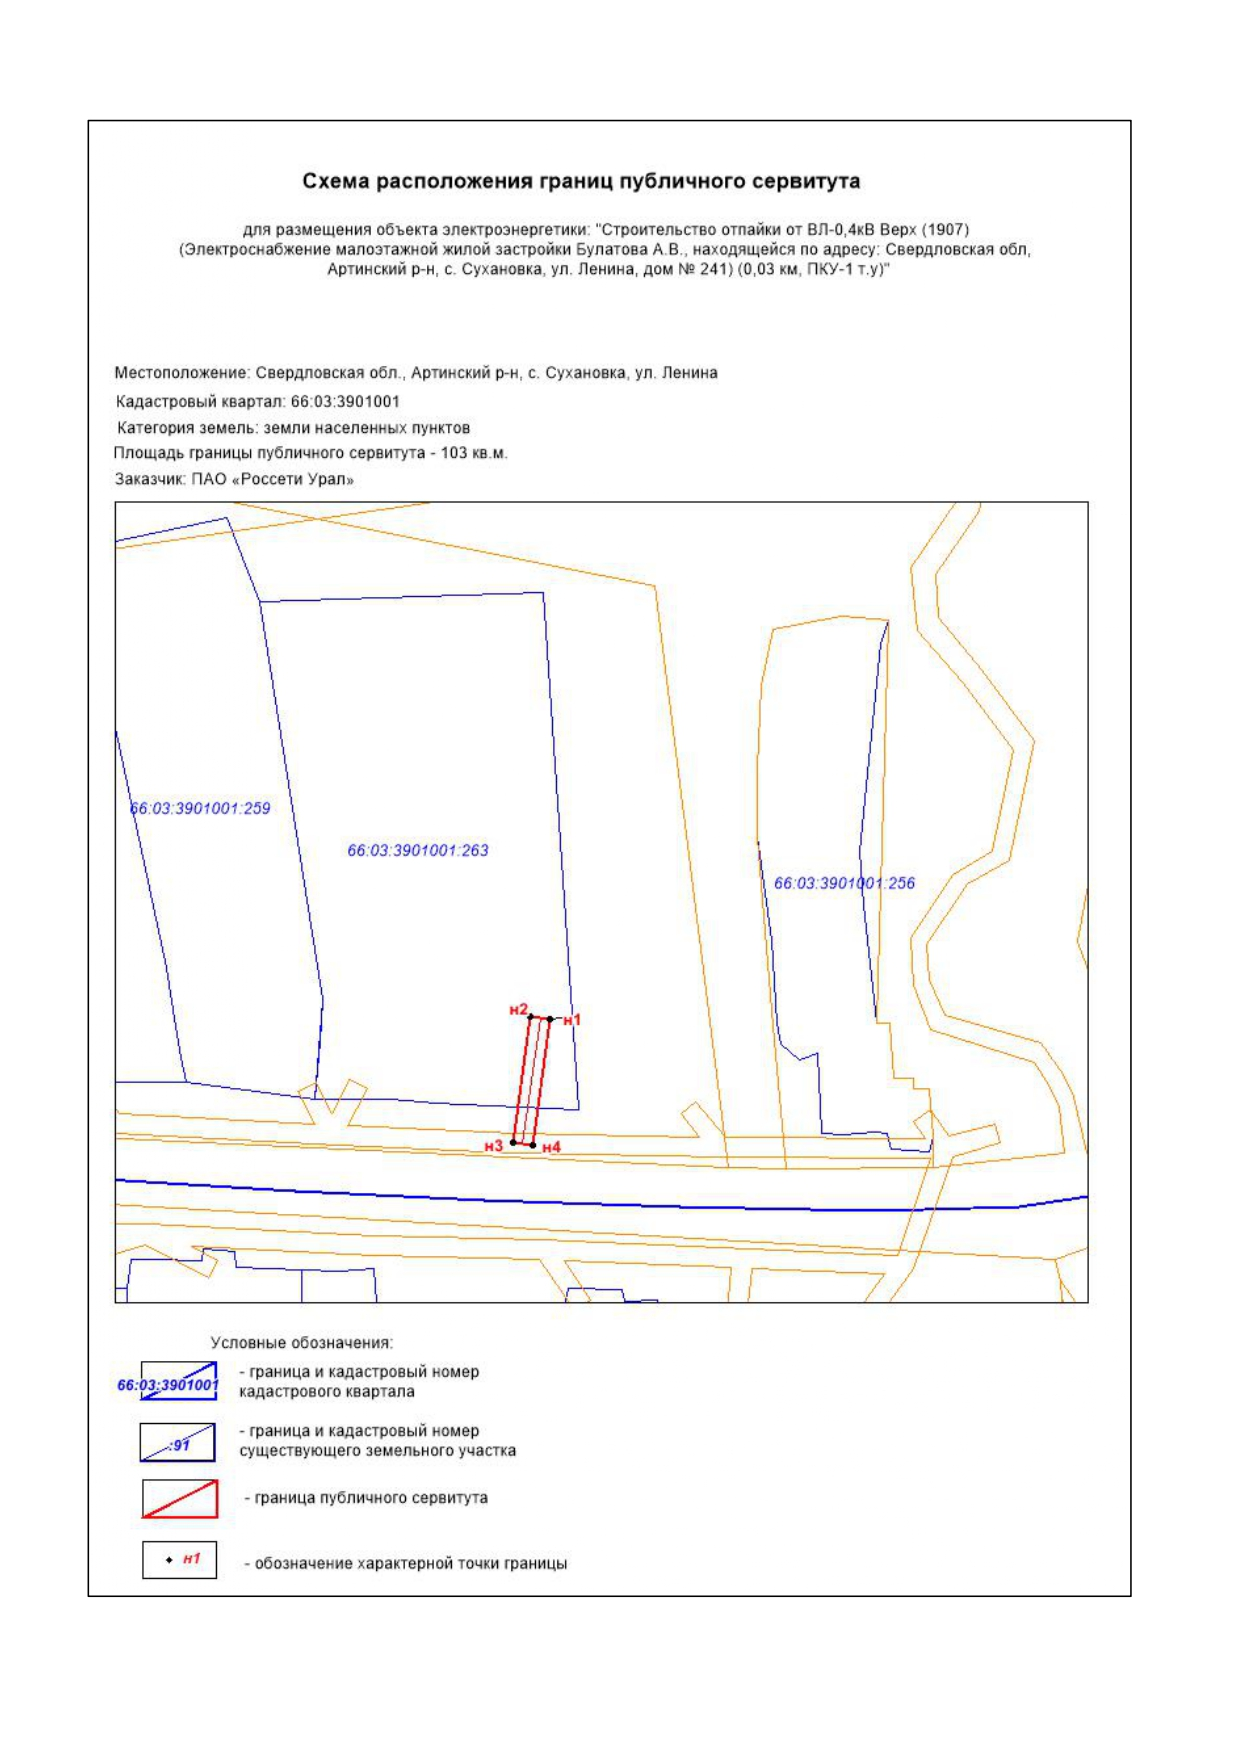 Схема расположения границ публичного сервитута
для размещения объекта электроэнергетики: "Строительство отпайки от ВЛ-0,4кВ Верх (1907)
(Электроснабжение малоэтажной жилой застройки Булатова А.В., находящейся по адресу: Свердловская обл,
Артинский р-н, с. Сухановка, ул. Ленина, дом № 241) (0,03 км, ПКУ-1 т.у)"
Местоположение: Свердловская обл., Артинский р-н, с. Сухановка, ул. Ленина
Кадастровый квартал: 66:03:3901001
Категория земель: земли населенных пунктов
Площадь границы публичного сервитута - 103 кв.м.
Заказчик: ПАО «Россети Урал»
66:03:3901001:259
66:03:3901001:263
66:03:3901001:256
н2
н1
н3
н4
Условные обозначения:
66:03:3901001
- граница и кадастровый номер
кадастрового квартала
:91
- граница и кадастровый номер
существующего земельного участка
- граница публичного сервитута
н1
- обозначение характерной точки границы